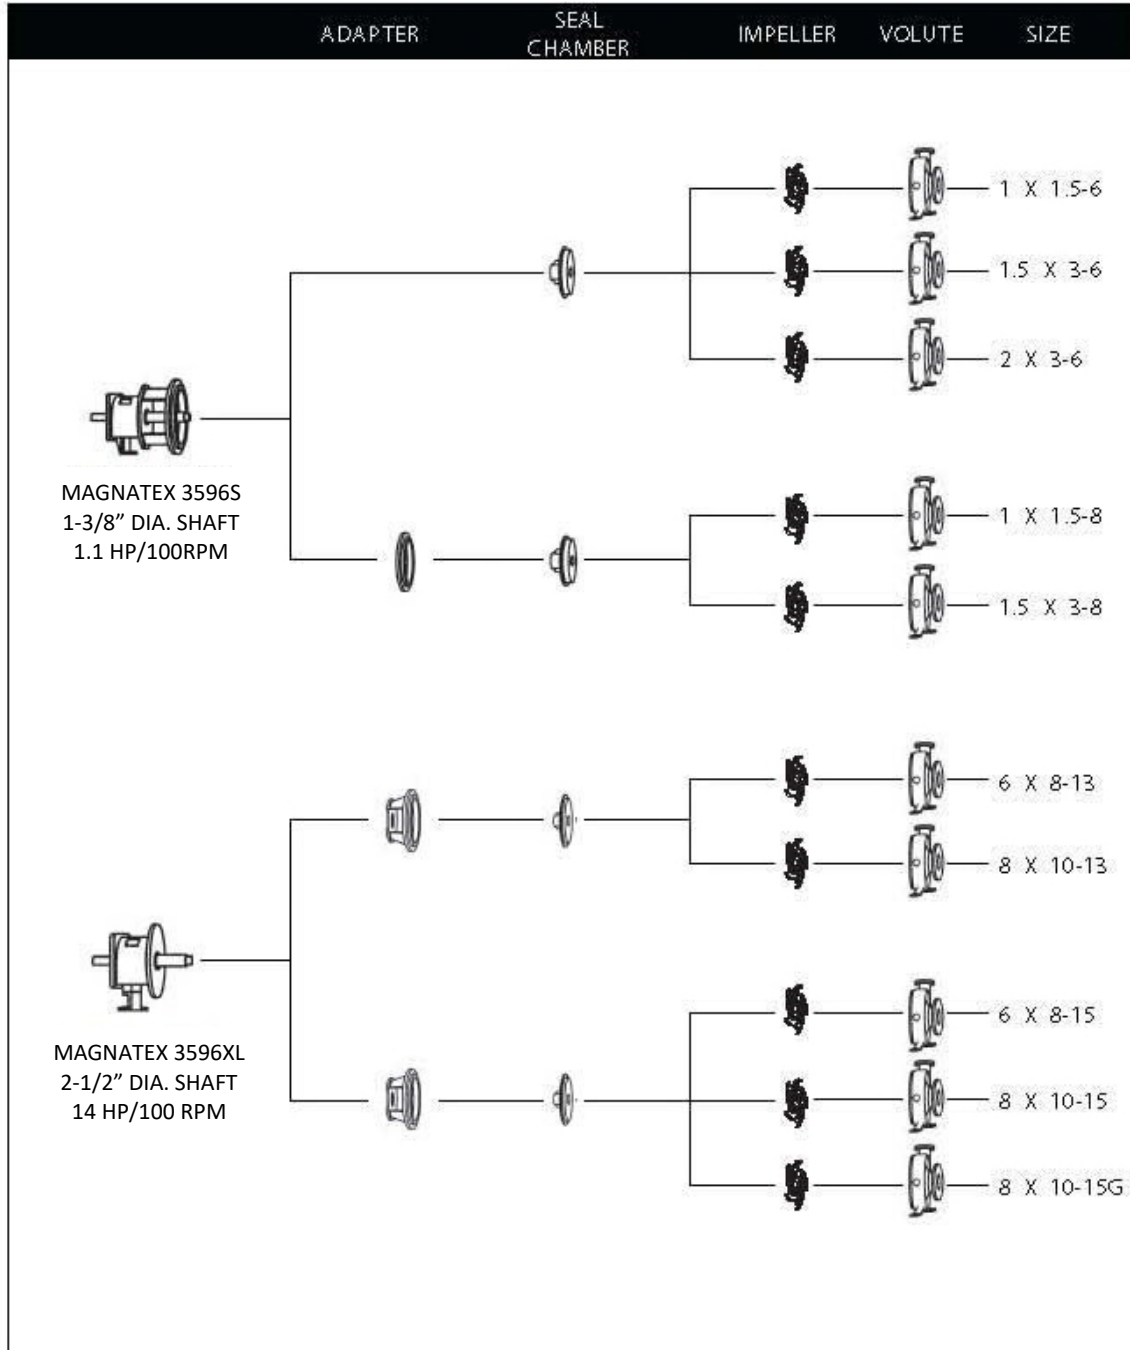 ADAPTER
SEAL
CHAMBER
IMPELLER
VOLUTE
SIZE
1 X 1.5-6
1.5 X 3-6
2 X 3-6
MAGNATEX 3596S
1-3/8” DIA. SHAFT
1.1 HP/100RPM
1 X 1.5-8
1.5 X 3-8
6 X 8-13
8 X 10-13
MAGNATEX 3596XL
2-1/2” DIA. SHAFT
14 HP/100 RPM
6 X 8-15
8 X 10-15
8 X 10-15G